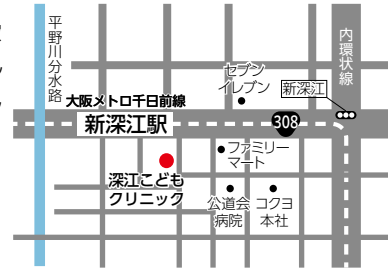 平野川分水路
内環状線
セブン
イレブン
新深江
大阪メトロ千日前線
新深江駅
308
ファミリー
マート
深江こども
クリニック
公道会
病院
コクヨ
本社